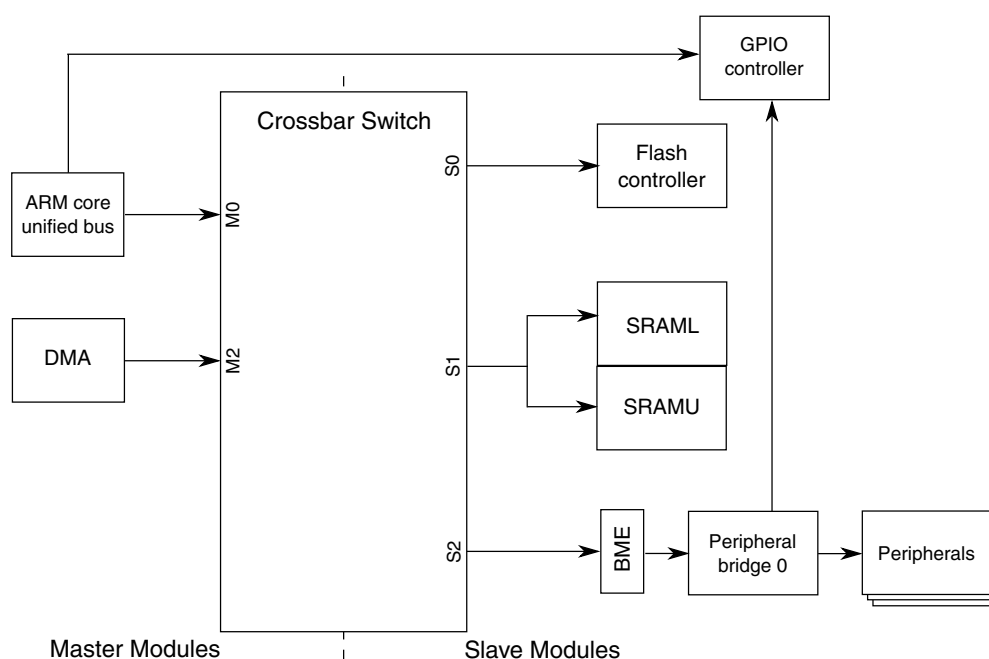 GPIO
controller
Crossbar Switch
S0
Flash
controller
ARM core
unified bus
M0
SRAML
DMA
M2
S1
SRAMU
S2
BME
Peripheral
bridge 0
Peripherals
Master Modules
Slave Modules